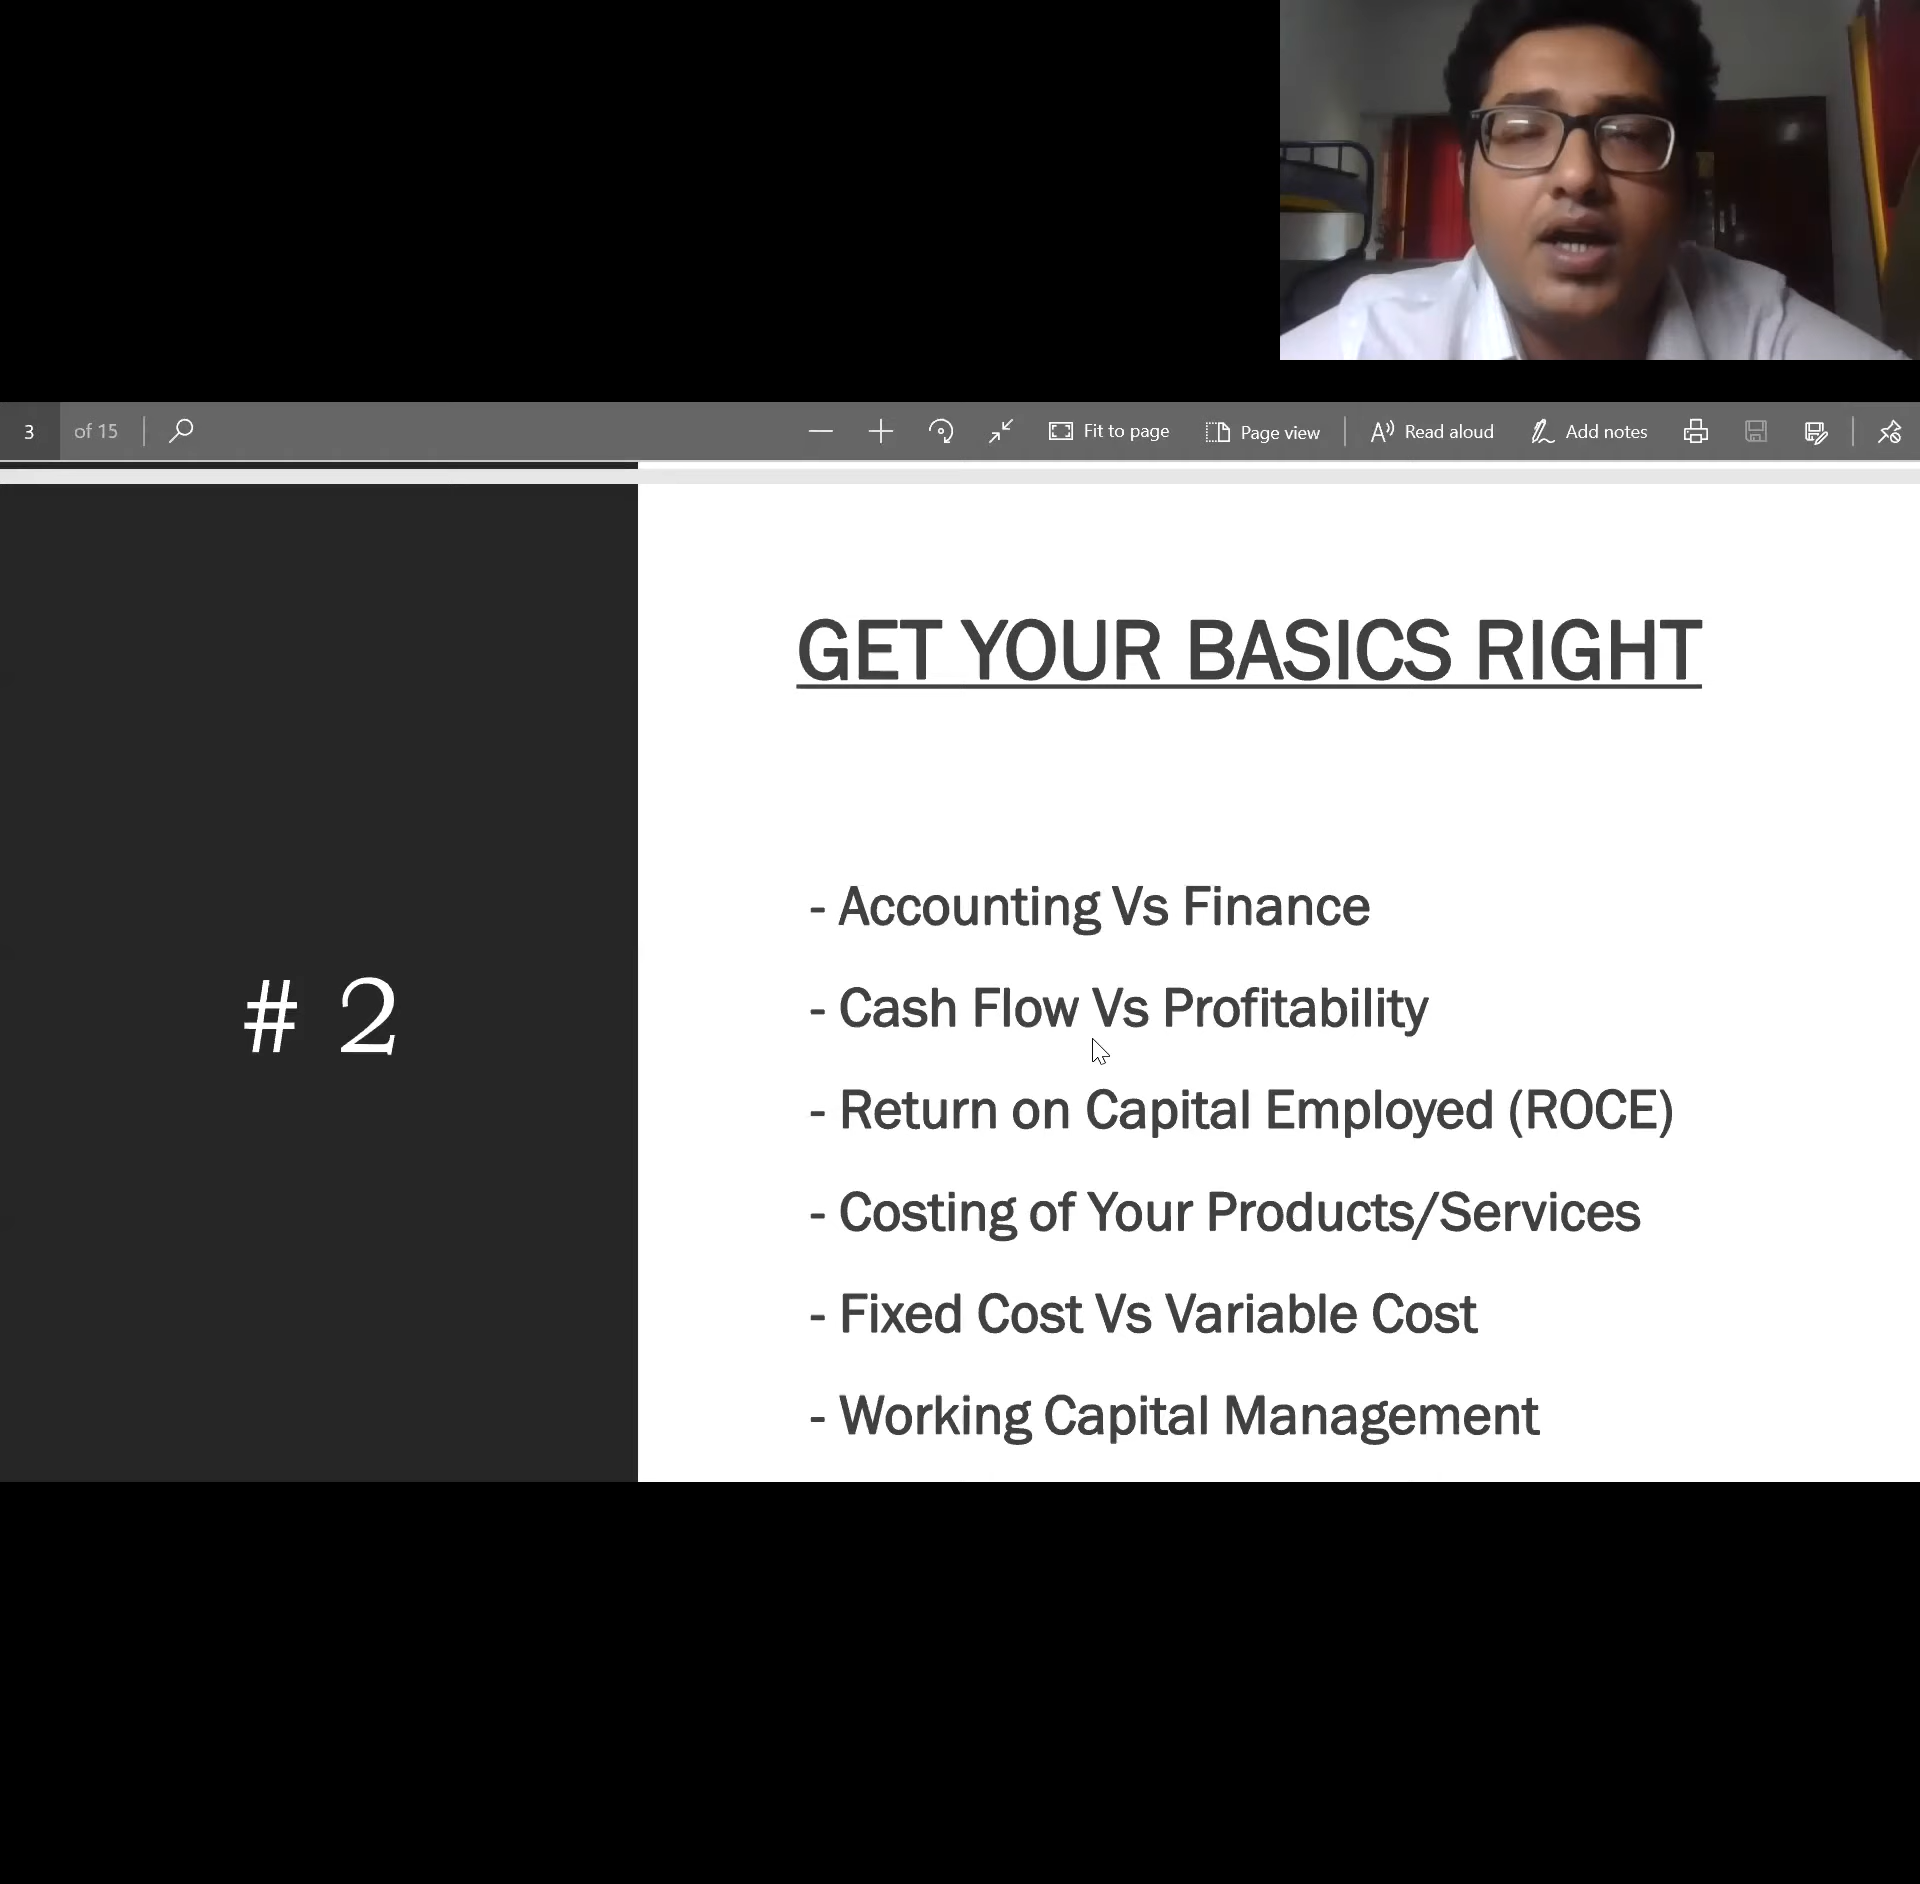 3 of 15 Fit to page Page view Read aloud Add notes
GET YOUR BASICS RIGHT
- Accounting Vs Finance
- Cash Flow Vs Profitability
# 2
- Return on Capital Employed (ROCE)
- Costing of Your Products/Services
- Fixed Cost Vs Variable Cost
- Working Capital Management